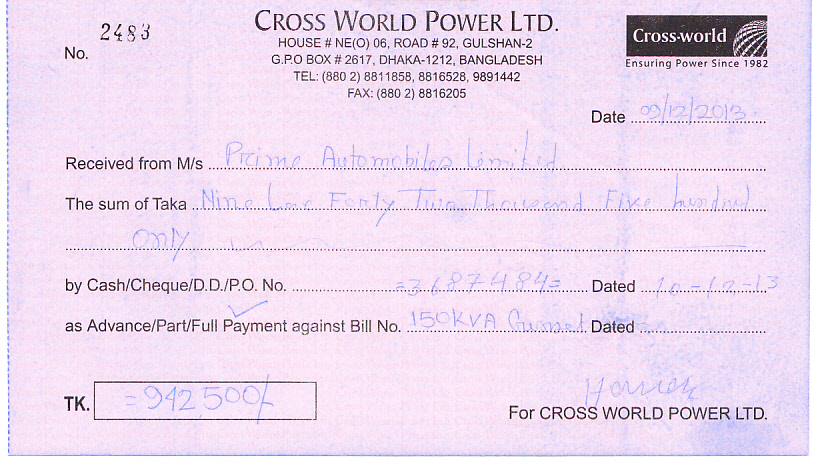 CROSS WORLD POWER LTD.
HOUSE # NE(O) 06, ROAD # 92, GULSHAN-2
G.P.O BOX # 2617, DHAKA-1212, BANGLADESH
TEL: (880 2) 8811858, 8816528, 9891442
FAX: (880 2) 8816205
No. 2483
Cross-world
Ensuring Power Since 1982
Date 09/12/2013
Received from M/s Prime Automobiles Limited
The sum of Taka Nine Lac Forty Two Thousand Five hundred
only
by Cash/Cheque/D.D./P.O. No. =3687484= Dated 10-12-13
as Advance/Part/Full Payment against Bill No. 150KVA Dated
TK. =942,500/-
For CROSS WORLD POWER LTD.